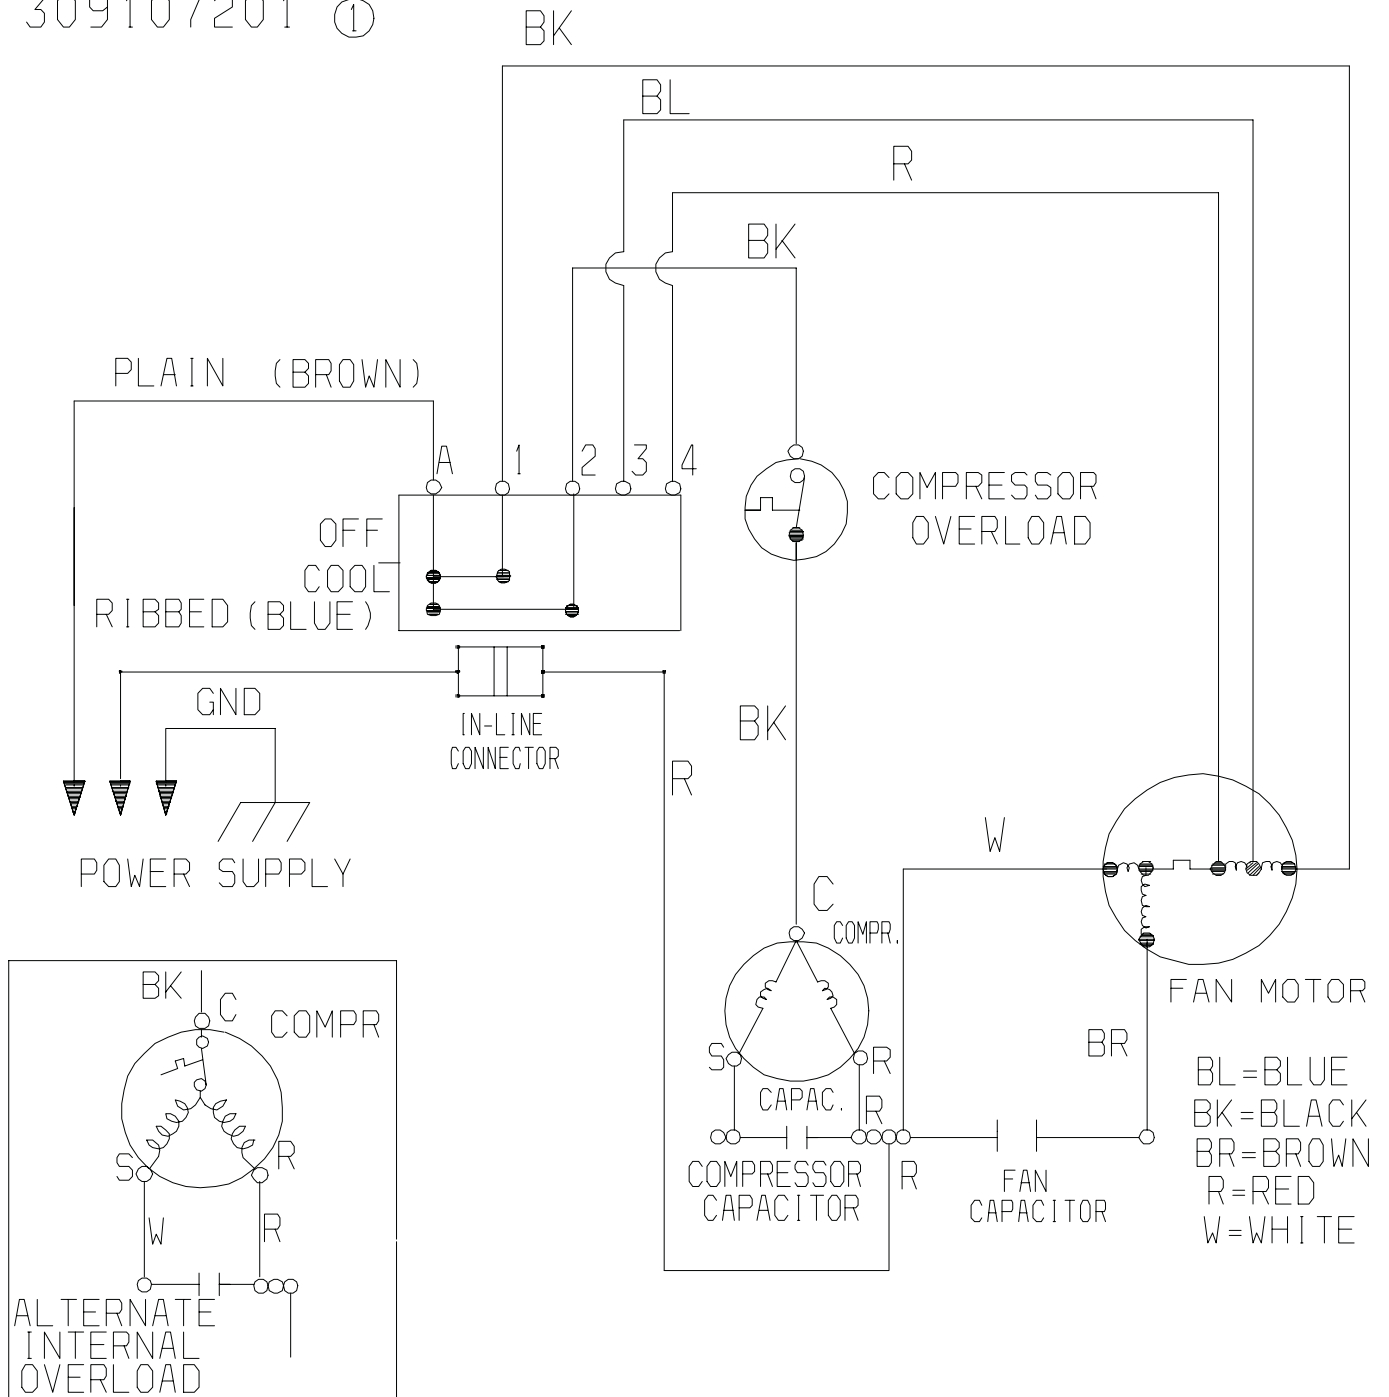 309107201 1
BK
BL
R
BK
PLAIN (BROWN)
A 1 2 3 4
OFF
COOL
RIBBED (BLUE)
COMPRESSOR
OVERLOAD
GND
IN-LINE
CONNECTOR
BK
R
POWER SUPPLY
W
C
COMPR.
FAN MOTOR
S
R
CAPAC.
R
BR
COMPRESSOR
CAPACITOR
R
FAN
CAPACITOR
BL=BLUE
BK=BLACK
BR=BROWN
R=RED
W=WHITE
BK
C
COMPR
S
R
W
R
ALTERNATE
INTERNAL
OVERLOAD